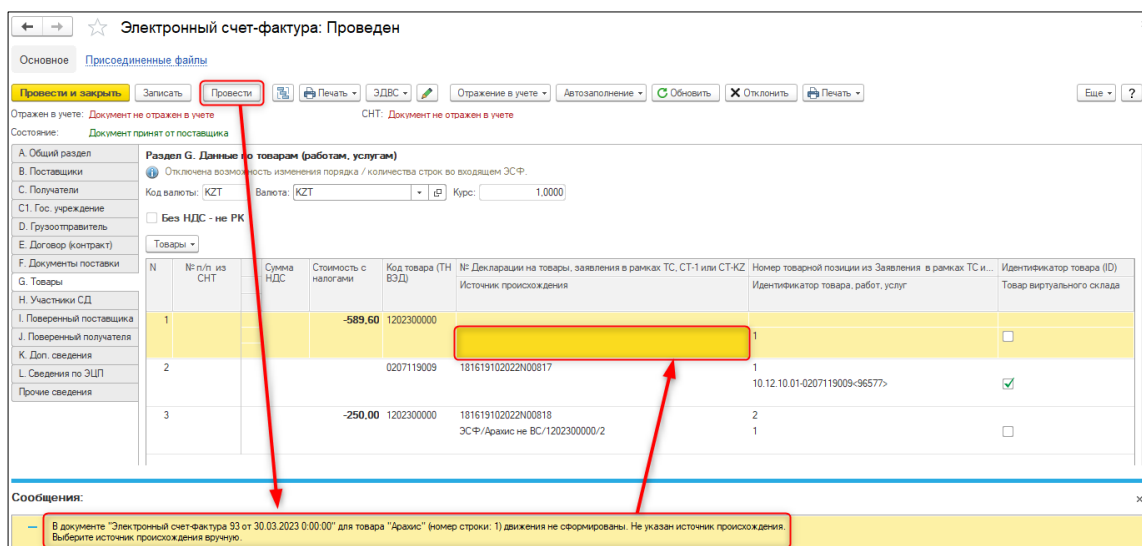 Электронный счет-фактура: Проведен
Основное Присоединенные файлы
Провести и закрыть Записать Провести Печать ЭДВС Отражение в учете Автозаполнение Обновить Отклонить Печать Еще ?
Отражен в учете: Документ не отражен в учете СНТ: Документ не отражен в учете
Состояние: Документ принят от поставщика
A. Общий раздел
B. Поставщики
C. Получатели
C1. Гос. учреждение
D. Грузоотправитель
E. Договор (контракт)
F. Документы поставки
G. Товары
H. Участники СД
I. Поверенный поставщика
J. Поверенный получателя
K. Доп. сведения
L. Сведения по ЭЦП
Прочие сведения
Раздел G. Данные по товарам (работам, услугам)
Отключена возможность изменения порядка / количества строк во входящем ЭСФ.
Код валюты: KZT Валюта: KZT Курс: 1,0000
Без НДС - не РК
Товары
N № п/п из СНТ Сумма НДС Стоимость с налогами Код товара (ТН ВЭД) № Декларации на товары, заявления в рамках ТС, СТ-1 или СТ-KZ Номер товарной позиции из Заявления в рамках ТС и... Идентификатор товара (ID)
Источник происхождения Идентификатор товара, работ, услуг Товар виртуального склада
1 -589,60 1202300000
1
2 0207119009 181619102022N00817 1
10.12.10.01-0207119009<96577>
3 -250,00 1202300000 181619102022N00818 2
ЭСФ/Арахис не ВС/1202300000/2 1
Сообщения:
В документе "Электронный счет-фактура 93 от 30.03.2023 0:00:00" для товара "Арахис" (номер строки: 1) движения не сформированы. Не указан источник происхождения.
Выберите источник происхождения вручную.